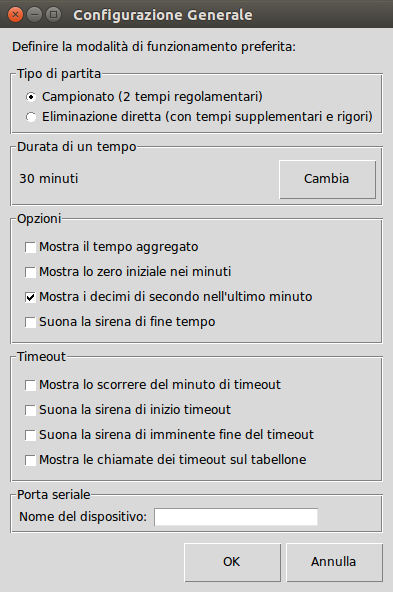 Configurazione Generale
Definire la modalità di funzionamento preferita:
Tipo di partita
Campionato (2 tempi regolamentari)
Eliminazione diretta (con tempi supplementari e rigori)
Durata di un tempo
30 minuti
Cambia
Opzioni
Mostra il tempo aggregato
Mostra lo zero iniziale nei minuti
Mostra i decimi di secondo nell'ultimo minuto
Suona la sirena di fine tempo
Timeout
Mostra lo scorrere del minuto di timeout
Suona la sirena di inizio timeout
Suona la sirena di imminente fine del timeout
Mostra le chiamate dei timeout sul tabellone
Porta seriale
Nome del dispositivo:
OK
Annulla